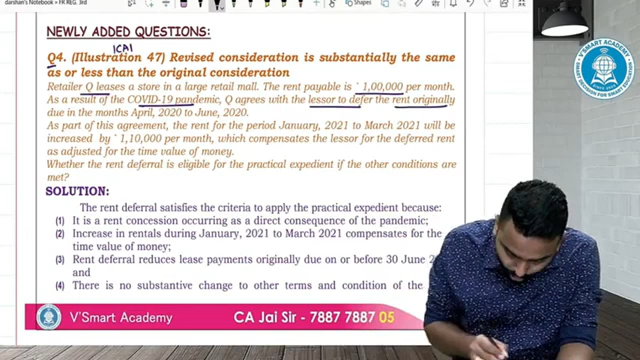 darshan's Notebook » FR REG. 3rd
Shapes
NEWLY ADDED QUESTIONS:
ICAI
Q4. (Illustration 47) Revised consideration is substantially the same
as or less than the original consideration
Retailer Q leases a store in a large retail mall. The rent payable is ` 1,00,000 per month.
As a result of the COVID-19 pandemic, Q agrees with the lessor to defer the rent originally
due in the months April, 2020 to June, 2020.
As part of this agreement, the rent for the period January, 2021 to March 2021 will be
increased by ` 1,10,000 per month, which compensates the lessor for the deferred rent
as adjusted for the time value of money.
Whether the rent deferral is eligible for the practical expedient if the other conditions are
met?
SOLUTION:
The rent deferral satisfies the criteria to apply the practical expedient because:
(1) It is a rent concession occurring as a direct consequence of the pandemic;
(2) Increase in rentals during January, 2021 to March 2021 compensates for the
time value of money;
(3) Rent deferral reduces lease payments originally due on or before 30 June
and
(4) There is no substantive change to other terms and condition of the
V'Smart Academy
CA Jai Sir - 7887 7887 05
V'SMART ACADEMY